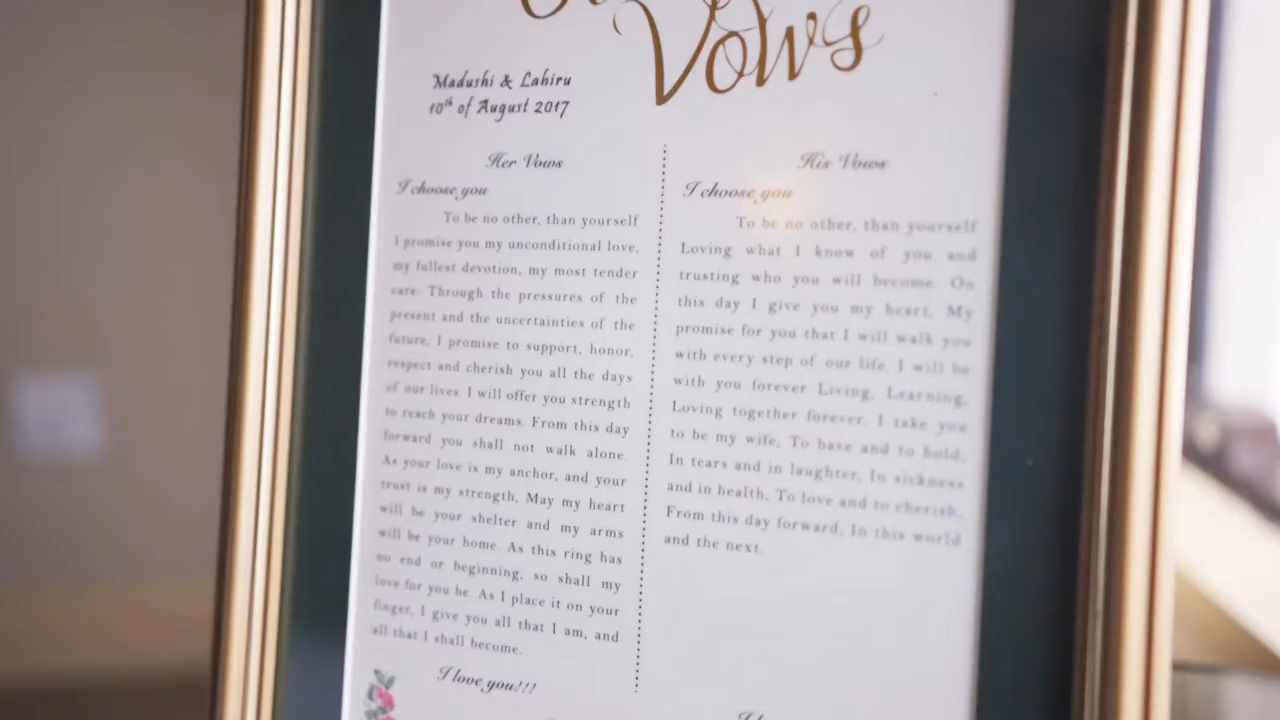 Vows
Madushi & Lahiru
10th of August 2017
Her Vows
I choose you
To be no other, than yourself
I promise you my unconditional love,
my fullest devotion, my most tender
care. Through the pressures of the
present and the uncertainties of the
future, I promise to support, honor,
respect and cherish you all the days
of our lives. I will offer you strength
to reach your dreams. From this day
forward you shall not walk alone.
As your love is my anchor, and your
trust is my strength, May my heart
will be your shelter and my arms
will be your home. As this ring has
no end or beginning, so shall my
love for you be. As I place it on your
finger, I give you all that I am, and
all that I shall become.
I love you!!!
His Vows
I choose you
To be no other, than yourself
Loving what I know of you and
trusting who you will become. On
this day I give you my heart, My
promise for you that I will walk you
with every step of our life. I will be
with you forever Living, Learning,
Loving together forever. I take you
to be my wife, To have and to hold,
In tears and in laughter, In sickness
and in health, To love and to cherish,
From this day forward, In this world
and the next.